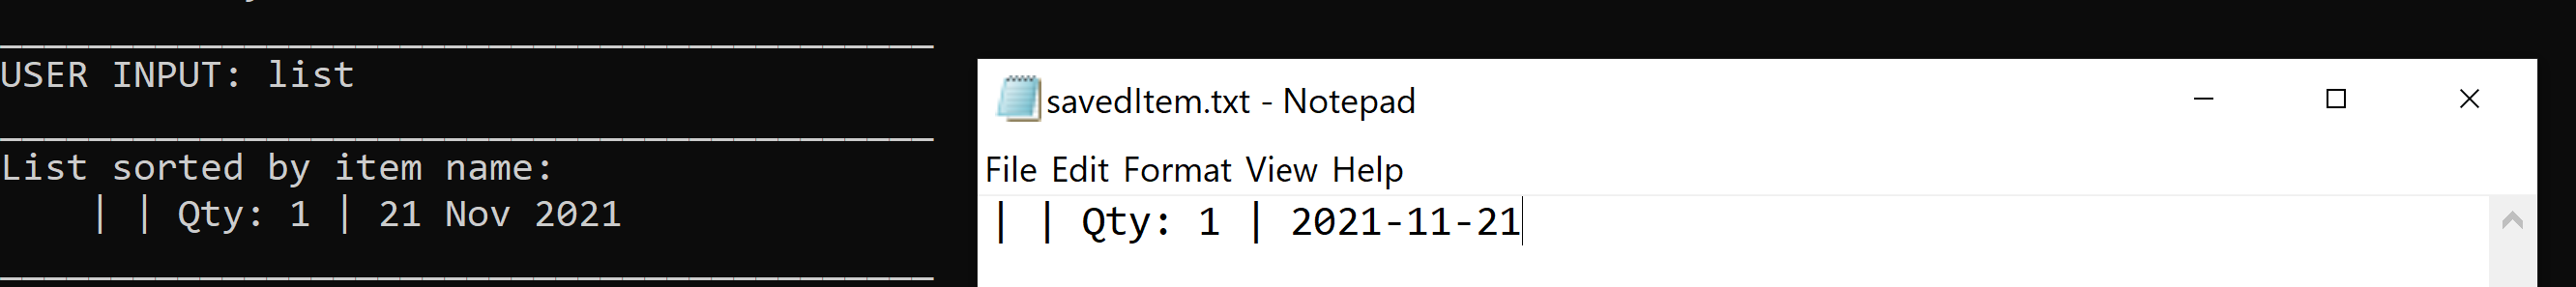 USER INPUT: list
List sorted by item name:
| | Qty: 1 | 21 Nov 2021
savedItem.txt - Notepad
File Edit Format View Help
| | Qty: 1 | 2021-11-21